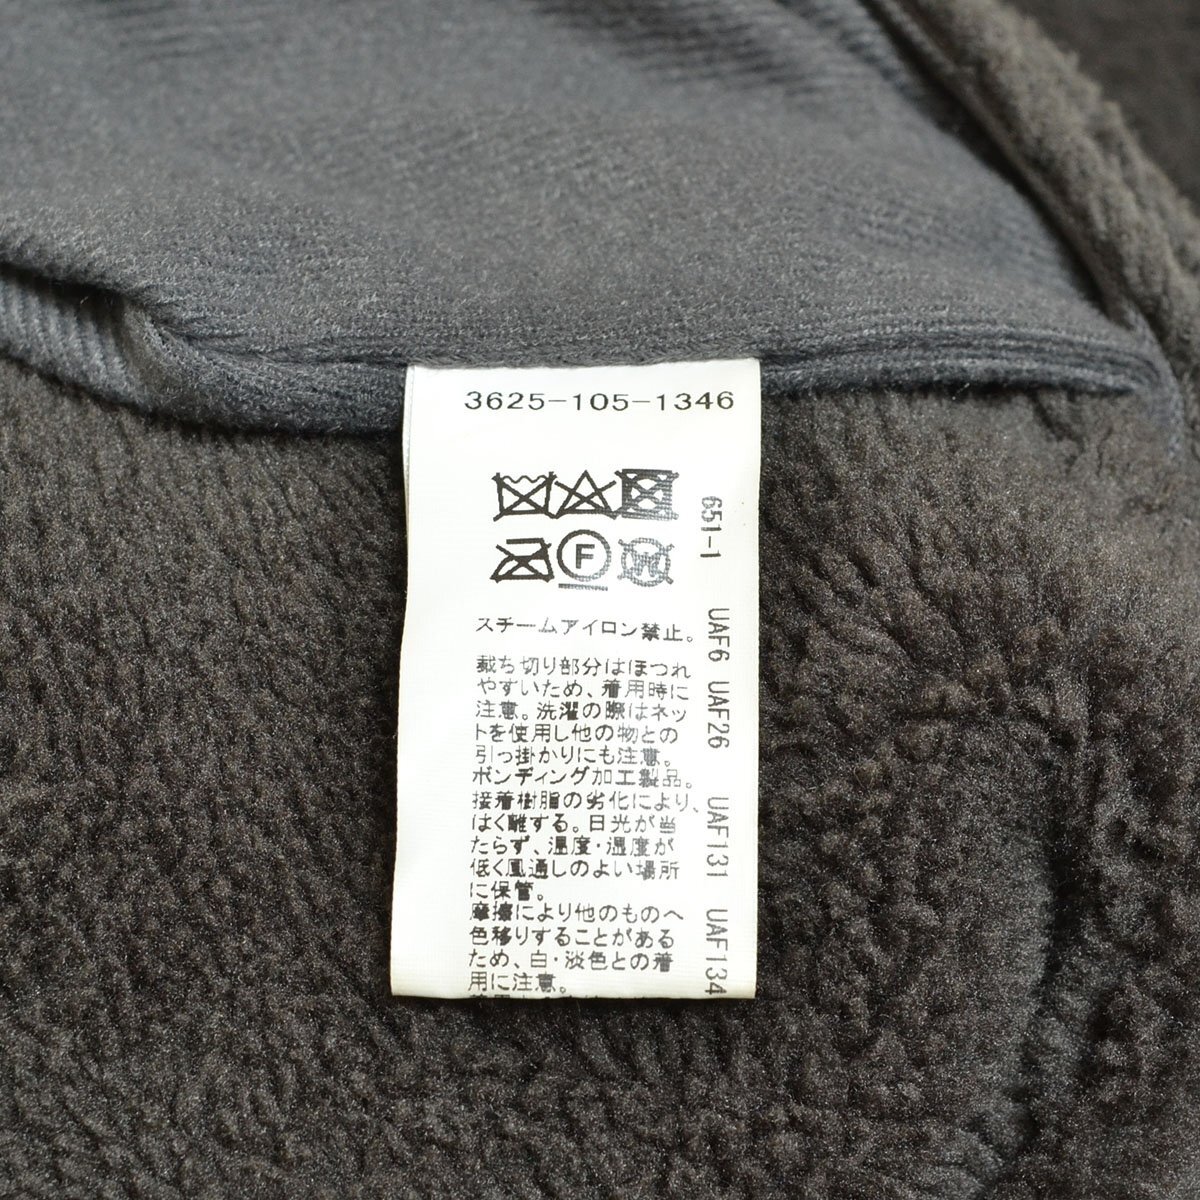 3625-105-1346
F
W
スチームアイロン禁止。
裁ち切り部分はほつれ
やすいため、着用時に
注意。洗濯の際はネッ
トを使用し他の物との
引っ掛かりにも注意。
ボンディング加工製品。
接着樹脂の劣化により、
はく離する。日光が当
たらず、温度・湿度が
低く風通しのよい場所
に保管。
摩擦により他のものへ
色移りすることがある
ため、白・淡色との着
用に注意。
651-1 UAF6 UAF26 UAF131 UAF134